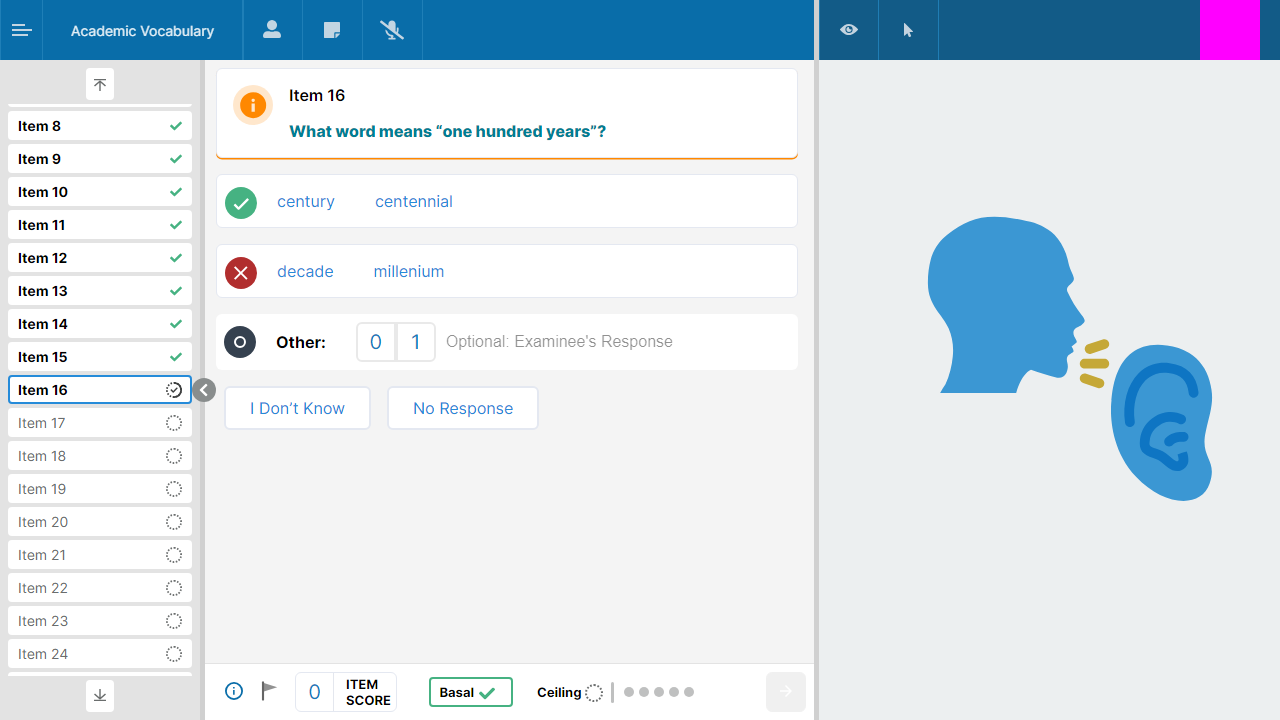 Academic Vocabulary
Item 8
Item 9
Item 10
Item 11
Item 12
Item 13
Item 14
Item 15
Item 16
Item 17
Item 18
Item 19
Item 20
Item 21
Item 22
Item 23
Item 24
Item 16
What word means “one hundred years”?
century centennial
decade millenium
Other: 0 1 Optional: Examinee's Response
I Don’t Know No Response
0 ITEM SCORE Basal Ceiling